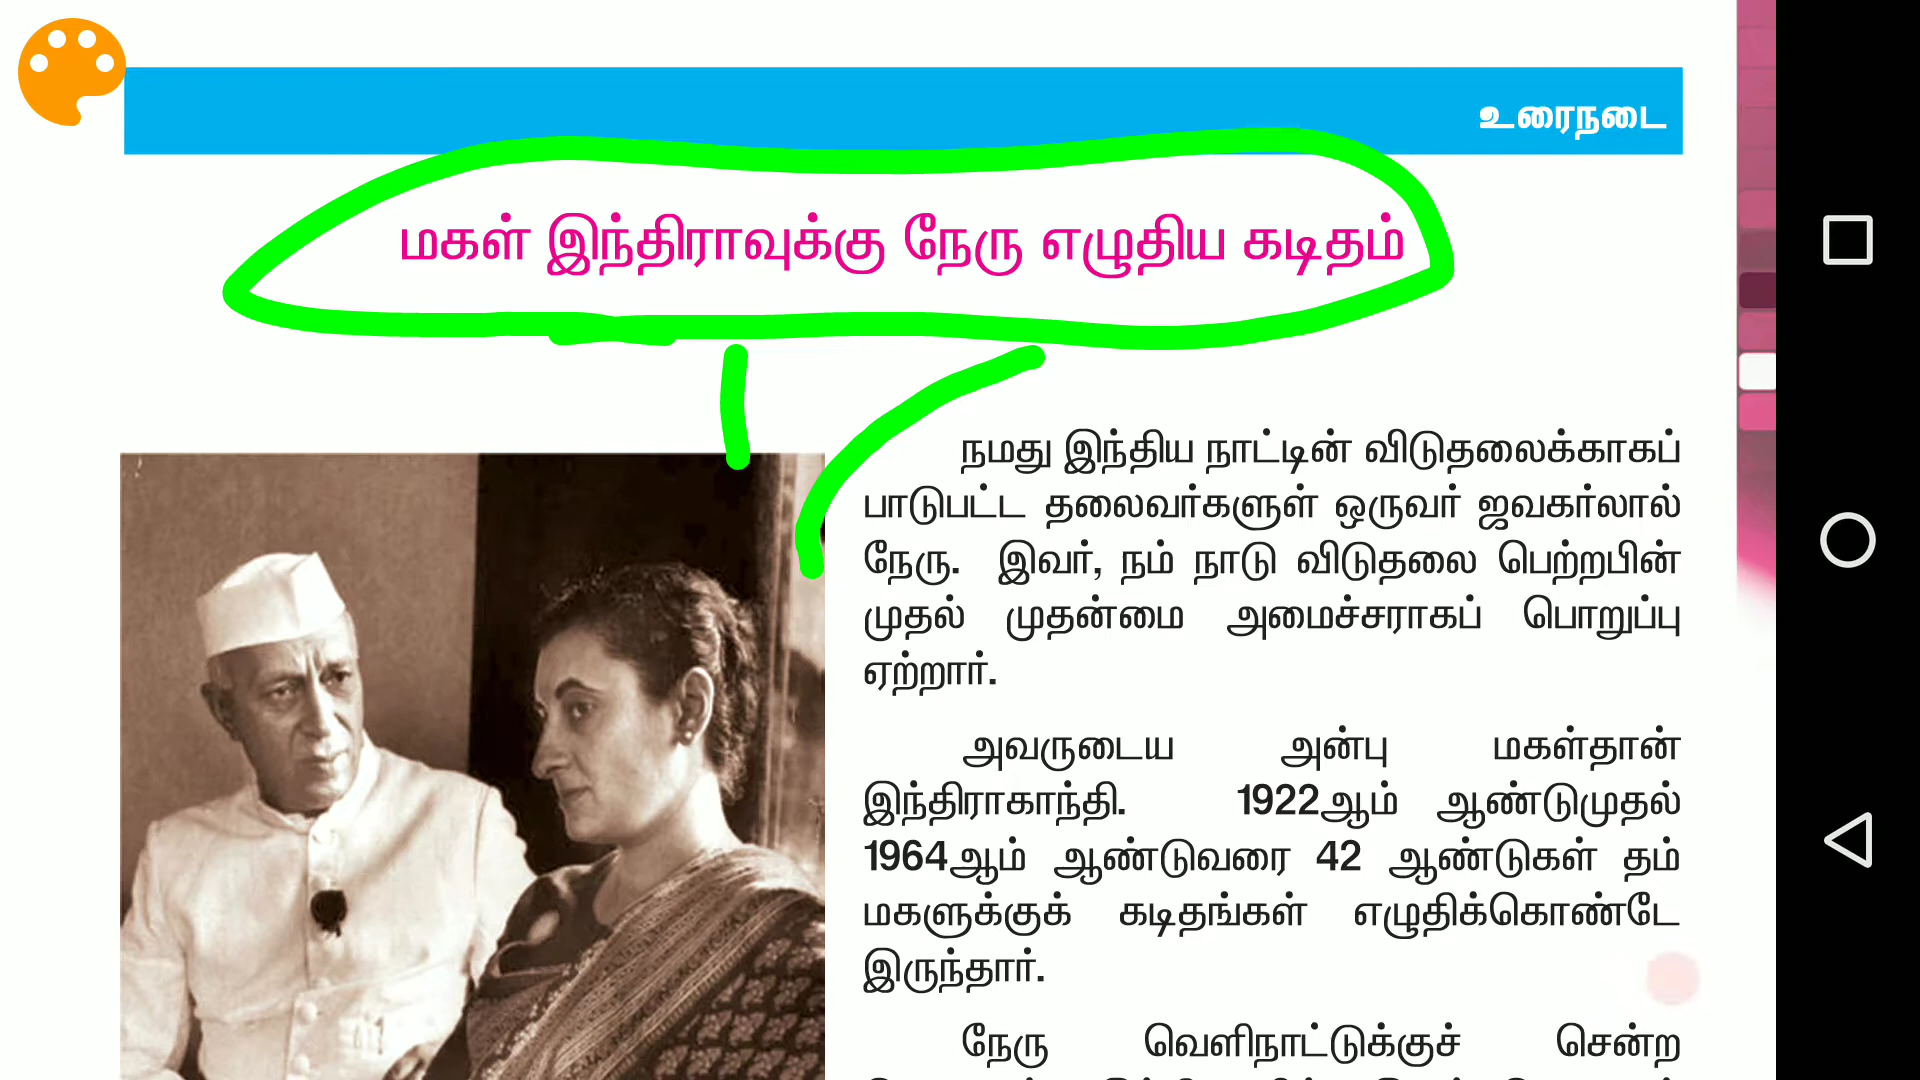 உரைநடை
மகள் இந்திராவுக்கு நேரு எழுதிய கடிதம்
நமது இந்திய நாட்டின் விடுதலைக்காகப்
பாடுபட்ட தலைவர்களுள் ஒருவர் ஜவகர்லால்
நேரு. இவர், நம் நாடு விடுதலை பெற்றபின்
முதல் முதன்மை அமைச்சராகப் பொறுப்பு
ஏற்றார்.
அவருடைய அன்பு மகள்தான்
இந்திராகாந்தி. 1922ஆம் ஆண்டுமுதல்
1964ஆம் ஆண்டுவரை 42 ஆண்டுகள் தம்
மகளுக்குக் கடிதங்கள் எழுதிக்கொண்டே
இருந்தார்.
நேரு வெளிநாட்டுக்குச் சென்ற